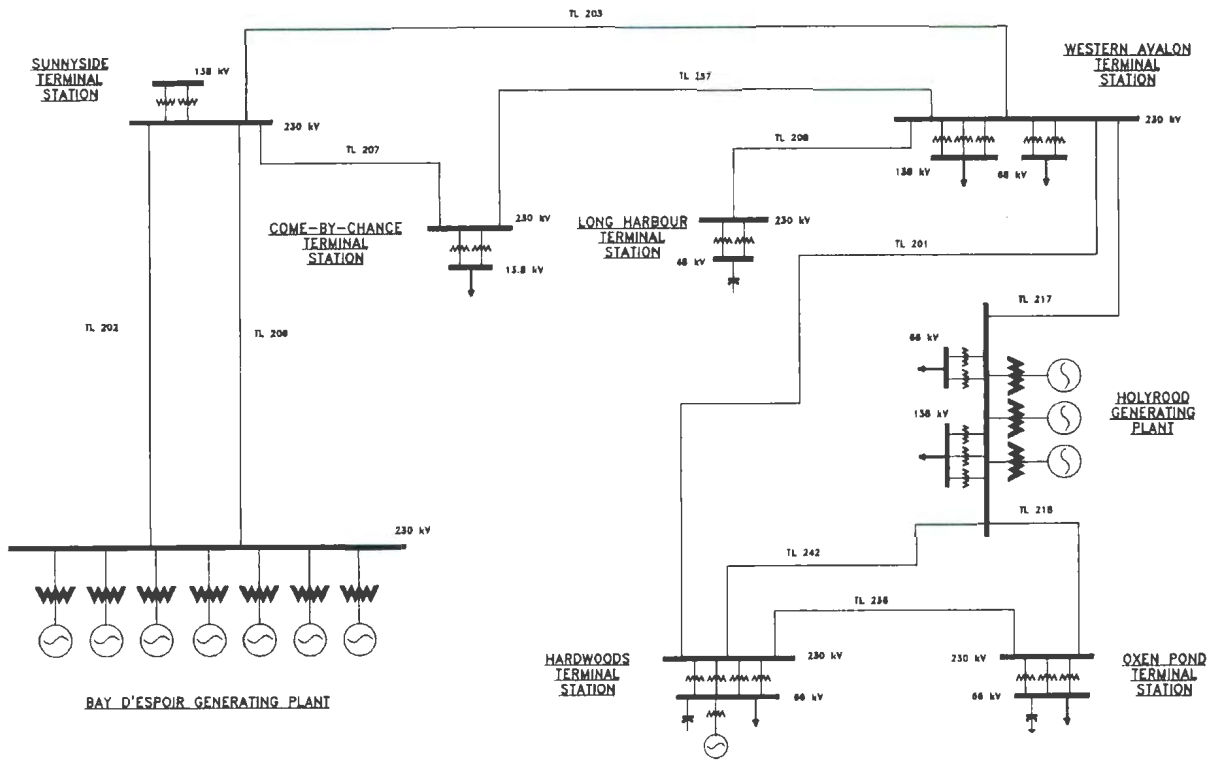 TL 203
SUNNYSIDE
TERMINAL
STATION
138 kV
230 kV
WESTERN AVALON
TERMINAL
STATION
TL 237
230 kV
TL 207
TL 208
138 kV
66 kV
COME-BY-CHANCE
TERMINAL
STATION
230 kV
13.8 kV
LONG HARBOUR
TERMINAL
STATION
230 kV
46 kV
TL 201
TL 217
TL 202
TL 206
66 kV
138 kV
HOLYROOD
GENERATING
PLANT
TL 218
230 kV
TL 242
TL 236
BAY D'ESPOIR GENERATING PLANT
HARDWOODS
TERMINAL
STATION
230 kV
66 kV
230 kV
66 kV
OXEN POND
TERMINAL
STATION